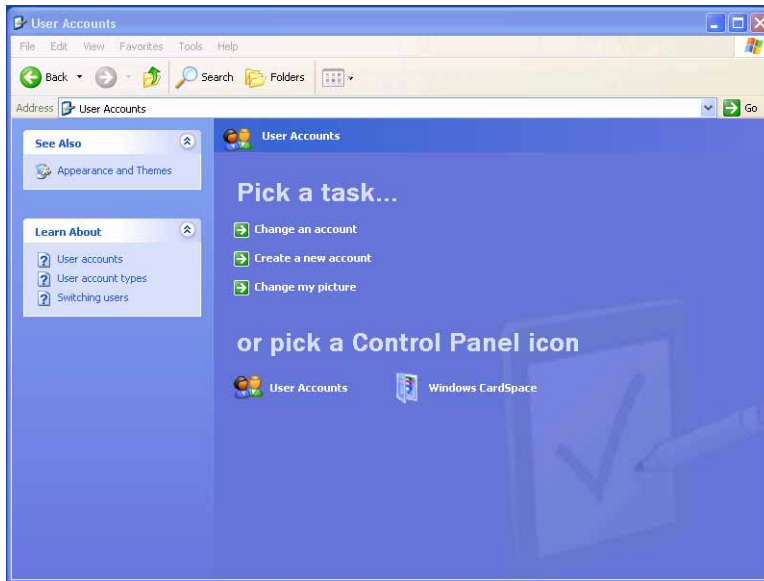 User Accounts
File Edit View Favorites Tools Help
Back Search Folders
Address User Accounts Go
See Also
Appearance and Themes
Learn About
User accounts
User account types
Switching users
User Accounts
Pick a task...
Change an account
Create a new account
Change my picture
or pick a Control Panel icon
User Accounts Windows CardSpace